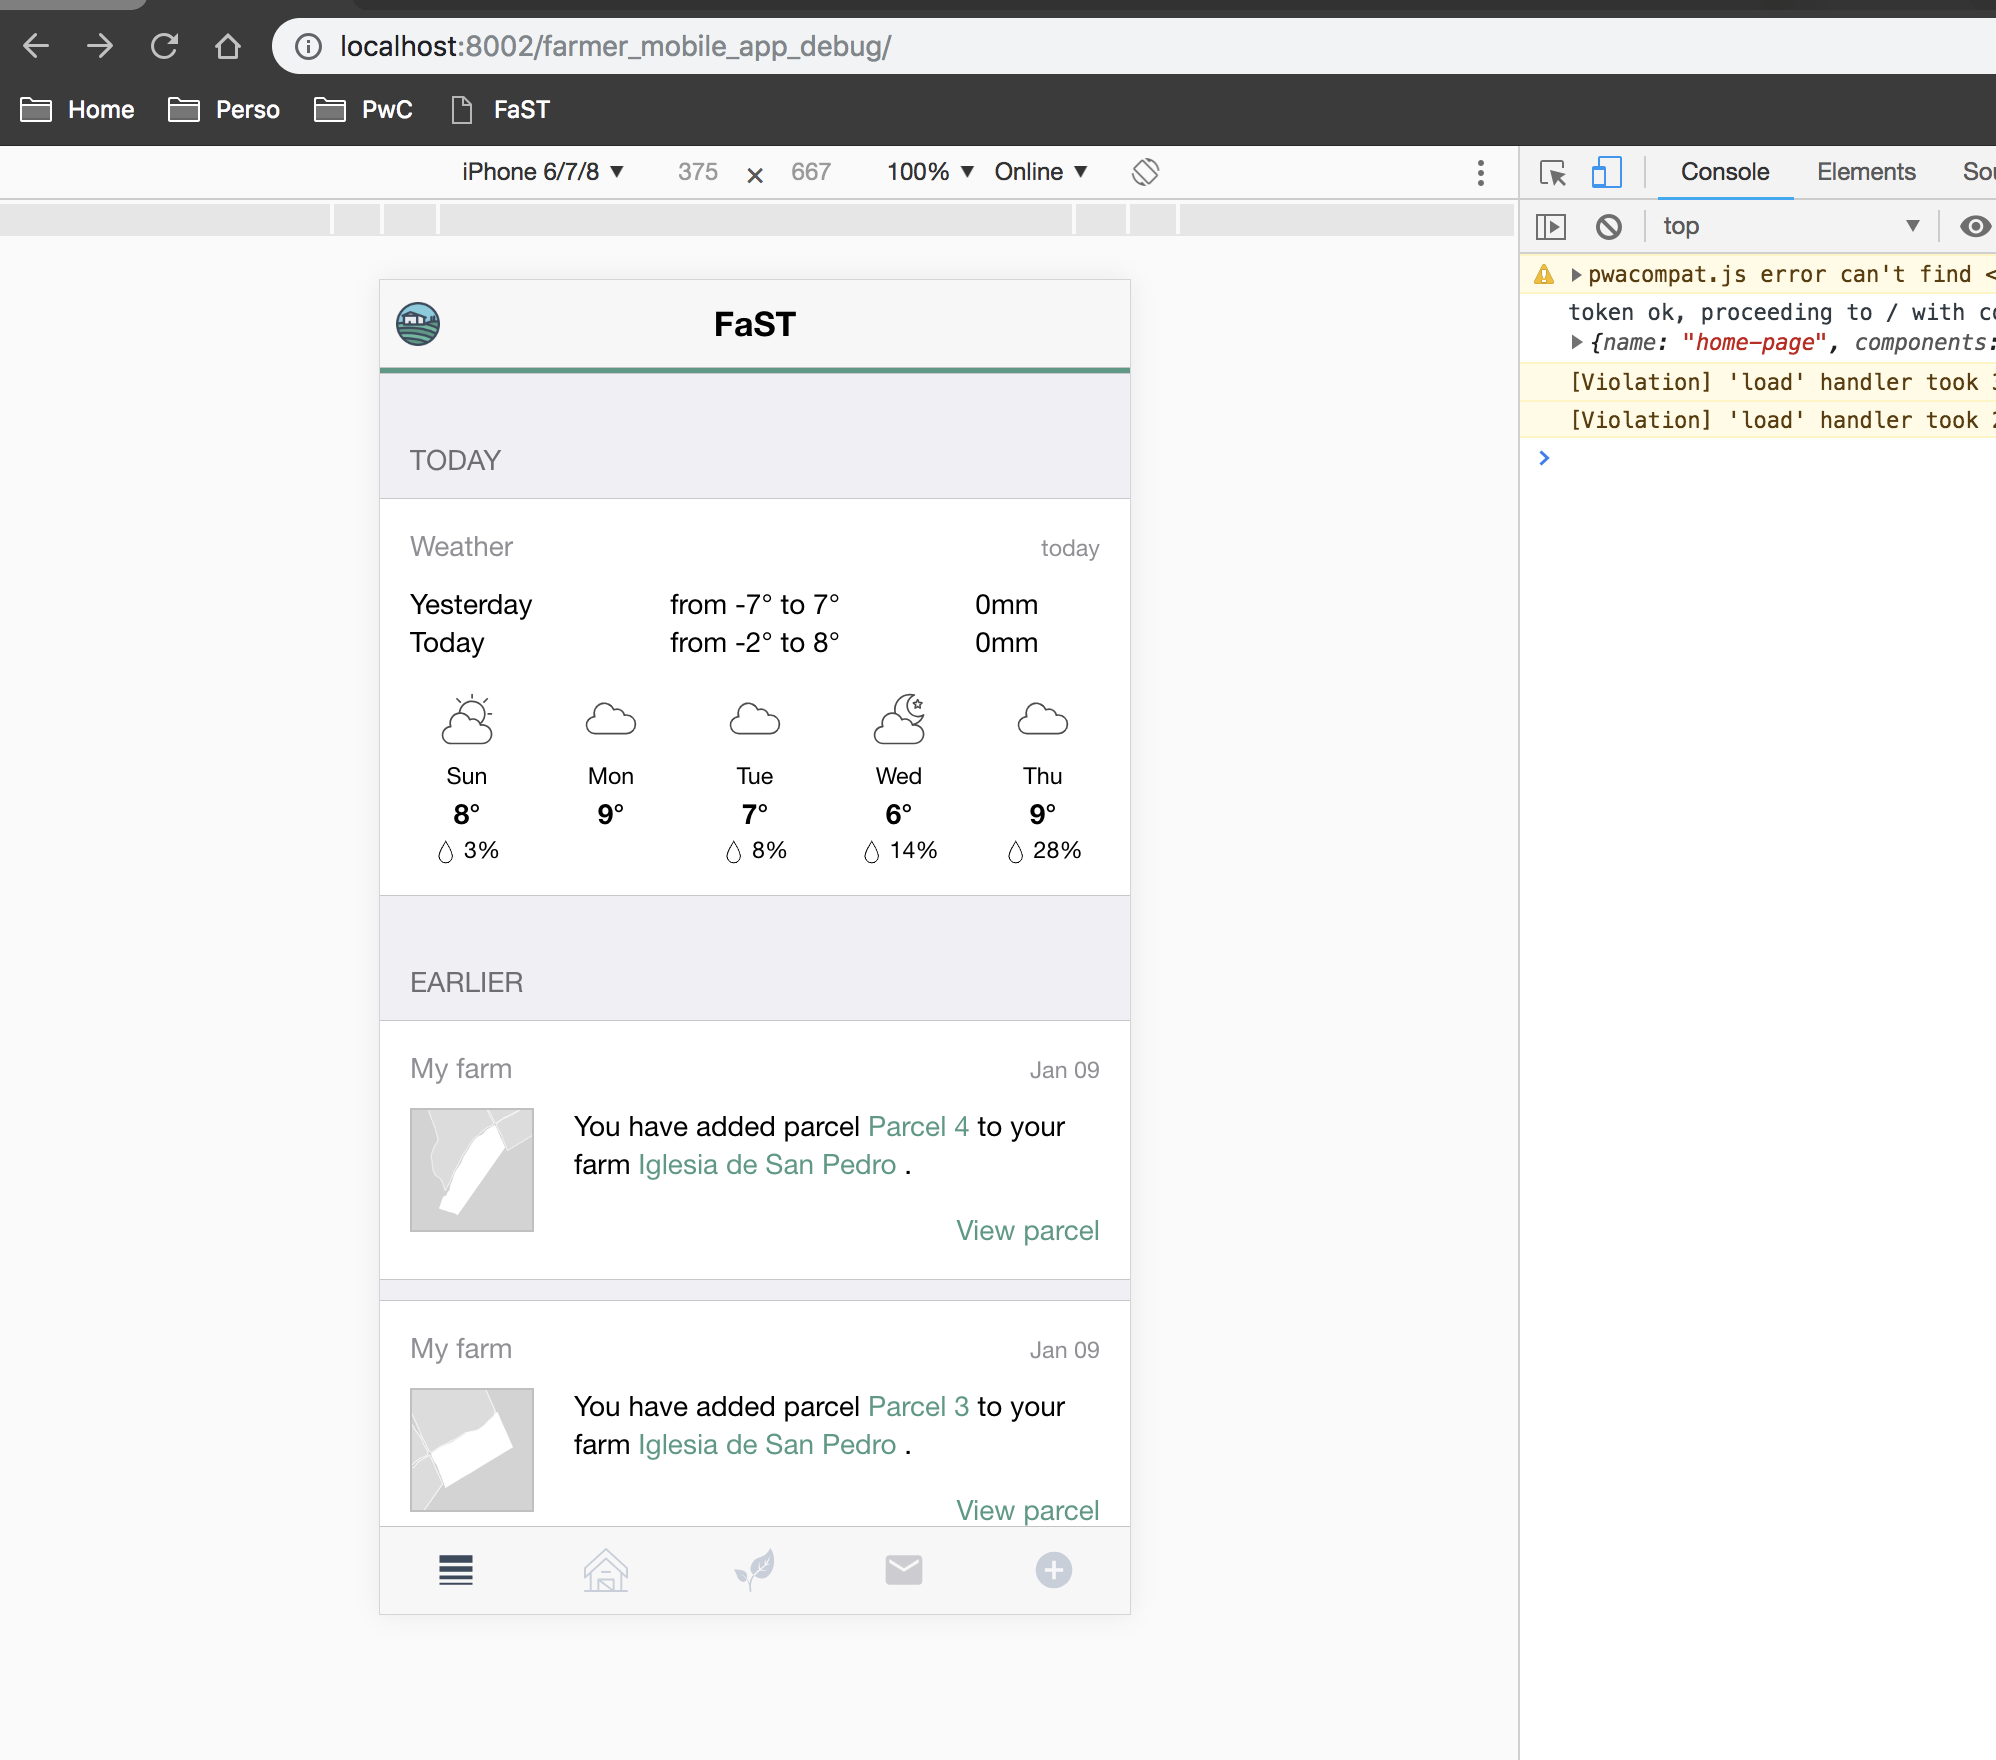 localhost:8002/farmer_mobile_app_debug/
Home Perso PwC FaST
iPhone 6/7/8 375 × 667 100% Online
Console Elements
top
pwacompat.js error can't find <
token ok, proceeding to / with
{name: "home-page", components:
[Violation] 'load' handler took
[Violation] 'load' handler took
FaST
TODAY
Weather today
Yesterday from -7° to 7° 0mm
Today from -2° to 8° 0mm
Sun Mon Tue Wed Thu
8° 9° 7° 6° 9°
3% 8% 14% 28%
EARLIER
My farm Jan 09
You have added parcel Parcel 4 to your
farm Iglesia de San Pedro .
View parcel
My farm Jan 09
You have added parcel Parcel 3 to your
farm Iglesia de San Pedro .
View parcel